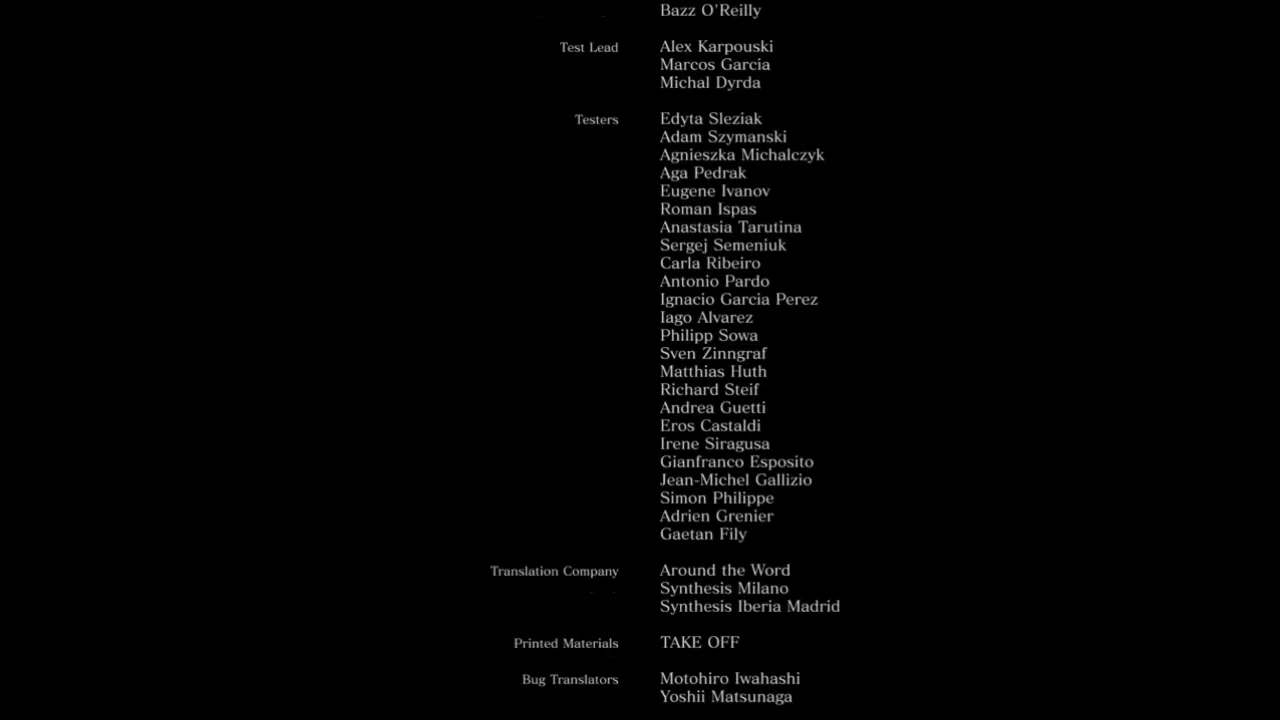 Bazz O'Reilly
Test Lead Alex Karpouski
Marcos Garcia
Michal Dyrda
Testers Edyta Sleziak
Adam Szymanski
Agnieszka Michalczyk
Aga Pedrak
Eugene Ivanov
Roman Ispas
Anastasia Tarutina
Sergej Semeniuk
Carla Ribeiro
Antonio Pardo
Ignacio Garcia Perez
Iago Alvarez
Philipp Sowa
Sven Zinngraf
Matthias Huth
Richard Steif
Andrea Guetti
Eros Castaldi
Irene Siragusa
Gianfranco Esposito
Jean-Michel Gallizio
Simon Philippe
Adrien Grenier
Gaetan Fily
Translation Company Around the Word
Synthesis Milano
Synthesis Iberia Madrid
Printed Materials TAKE OFF
Bug Translators Motohiro Iwahashi
Yoshii Matsunaga